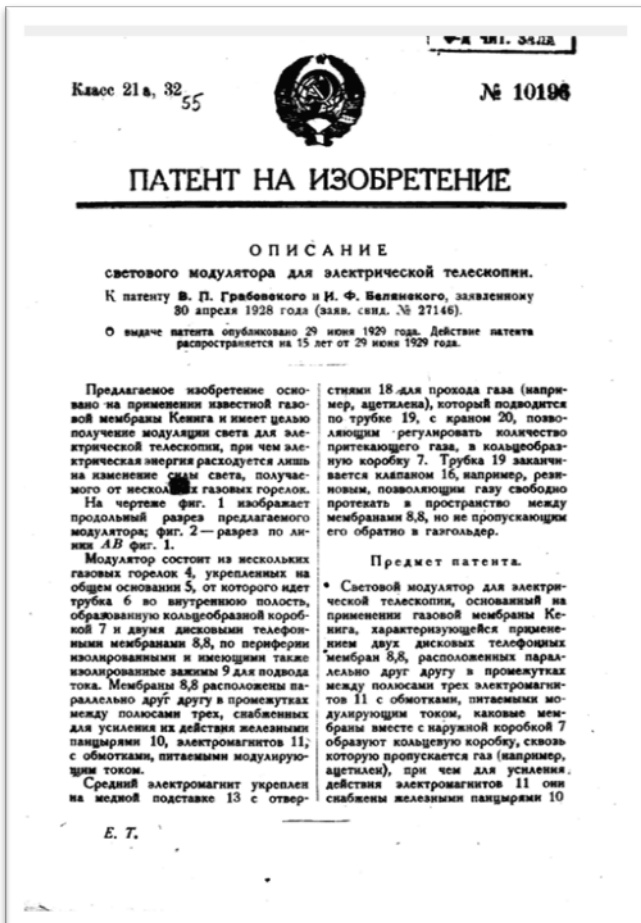 Ф-д ЧИТ. ЗАЛА
Класс 21 а, 32
55
№ 10196
ПАТЕНТ НА ИЗОБРЕТЕНИЕ
ОПИСАНИЕ
светового модулятора для электрической телескопии.
К патенту В. П. Грабовского и И. Ф. Белянского, заявленному
30 апреля 1928 года (заяв. свид. № 27146).
О выдаче патента опубликовано 29 июня 1929 года. Действие патента
распространяется на 15 лет от 29 июня 1929 года.
Предлагаемое изобретение осно-
вано на применении известной газо-
вой мембраны Кенига и имеет целью
получение модуляции света для эле-
ктрической телескопии, при чем эле-
ктрическая энергия расходуется лишь
на изменение силы света, получае-
мого от нескольких газовых горелок.
На чертеже фиг. 1 изображает
продольный разрез предлагаемого
модулятора; фиг. 2 — разрез по ли-
нии АВ фиг. 1.
Модулятор состоит из нескольких
газовых горелок 4, укрепленных на
общем основании 5, от которого идет
трубка 6 во внутреннюю полость,
образованную кольцеобразной короб-
кой 7 и двумя дисковыми телефон-
ными мембранами 8,8, по периферии
изолированными и имеющими также
изолированные зажимы 9 для подвода
тока. Мембраны 8,8 расположены па-
раллельно друг другу в промежутках
между полюсами трех, снабженных
для усиления их действия железными
панцырями 10, электромагнитов 11,
с обмотками, питаемыми модулирую-
щим током.
Средний электромагнит укреплен
на медной подставке 13 с отвер-
стиями 18 для прохода газа (напри-
мер, ацетилена), который подводится
по трубке 19, с краном 20, позво-
ляющим регулировать количество
притекающего газа, в кольцеобраз-
ную коробку 7. Трубка 19 заканчи-
вается клапаном 16, например, рези-
новым, позволяющим газу свободно
протекать в пространство между
мембранами 8,8, но не пропускающим
его обратно в газгольдер.
Предмет патента.
Световой модулятор для электри-
ческой телескопии, основанный на
применении газовой мембраны Ке-
нига, характеризующейся примене-
нием двух дисковых телефонных
мембран 8,8, расположенных парал-
лельно друг другу в промежутках
между полюсами трех электромагни-
тов 11 с обмотками, питаемыми мо-
дулирующим током, каковые мем-
браны вместе с наружной коробкой 7
образуют кольцевую коробку, сквозь
которую пропускается газ (например,
ацетилен), при чем для усиления
действия электромагнитов 11 они
снабжены железными панцырями 10
Е. Т.